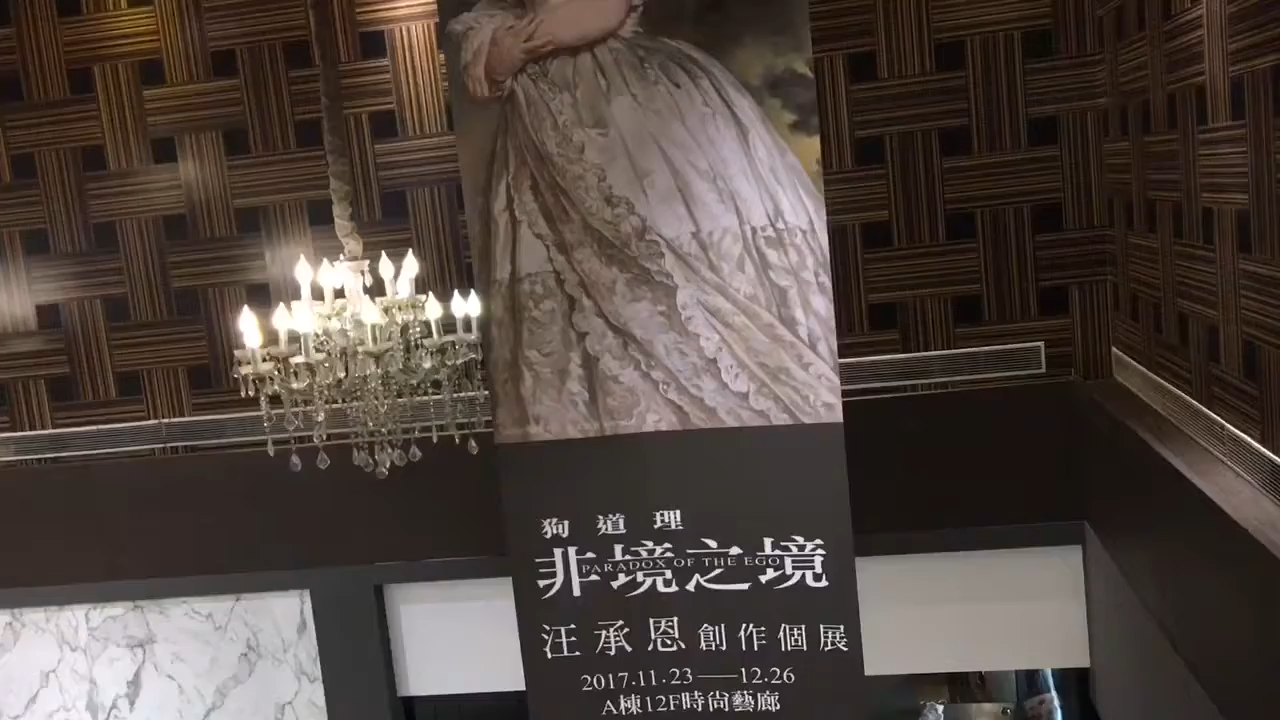 狗道理
非境之境
PARADOX OF THE EGO
汪承恩創作個展
2017.11.23——12.26
A棟12F時尚藝廊